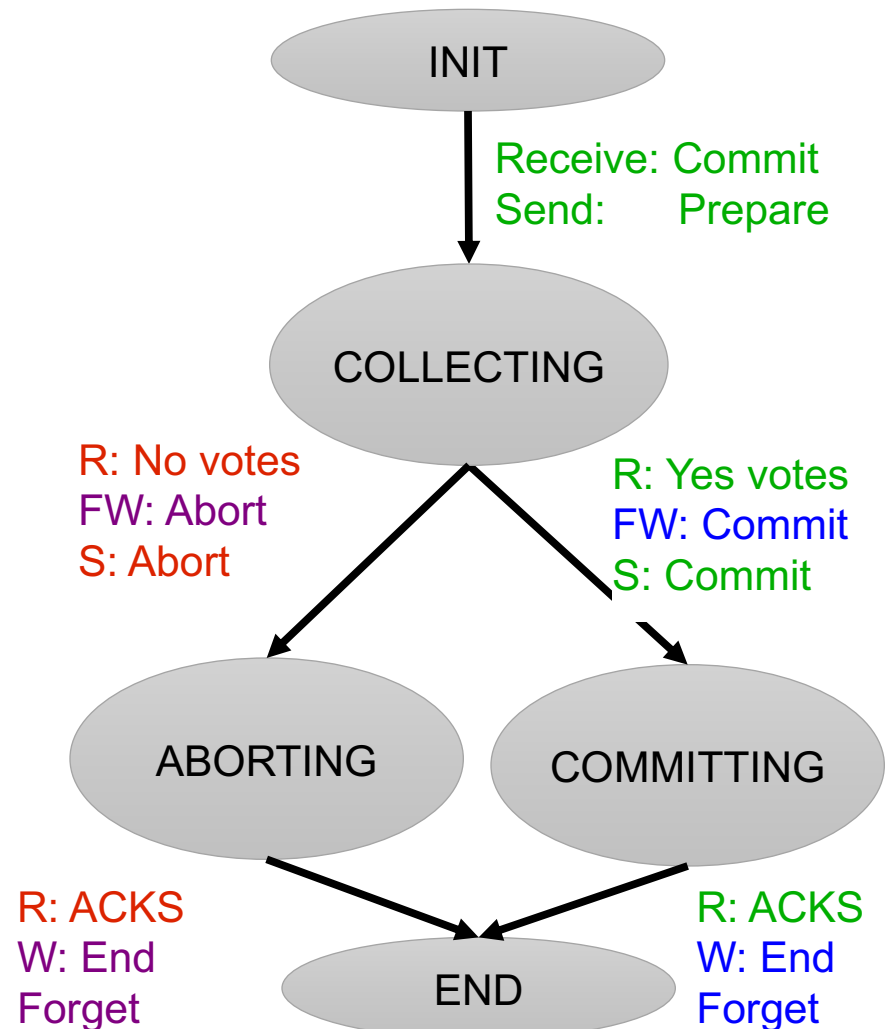 INIT
Receive: Commit
Send: Prepare
COLLECTING
R: No votes
FW: Abort
S: Abort
R: Yes votes
FW: Commit
S: Commit
ABORTING
COMMITTING
R: ACKS
W: End
Forget
R: ACKS
W: End
Forget
END